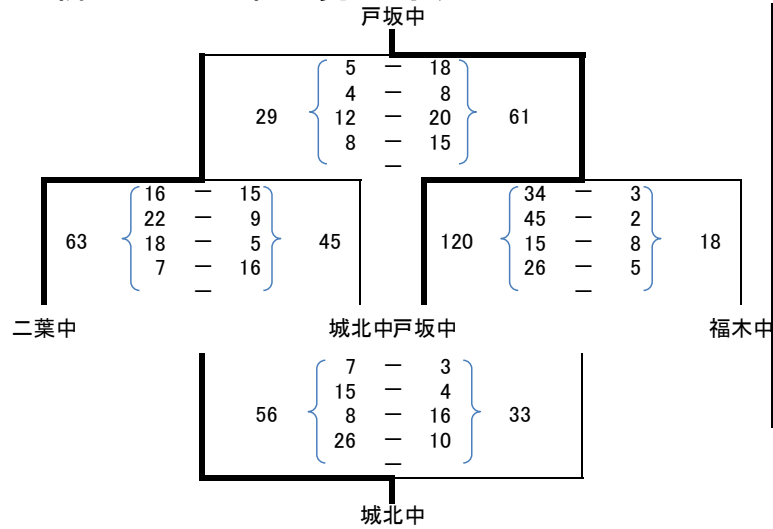 戸坂中
5 ー 18
4 ー 8
29 12 ー 20 61
8 ー 15
ー
16 ー 15 34 ー 3
22 ー 9 45 ー 2
63 18 ー 5 45 120 15 ー 8 18
7 ー 16 26 ー 5
ー ー
二葉中 城北中 戸坂中 福木中
7 ー 3
15 ー 4
56 8 ー 16 33
26 ー 10
ー
城北中